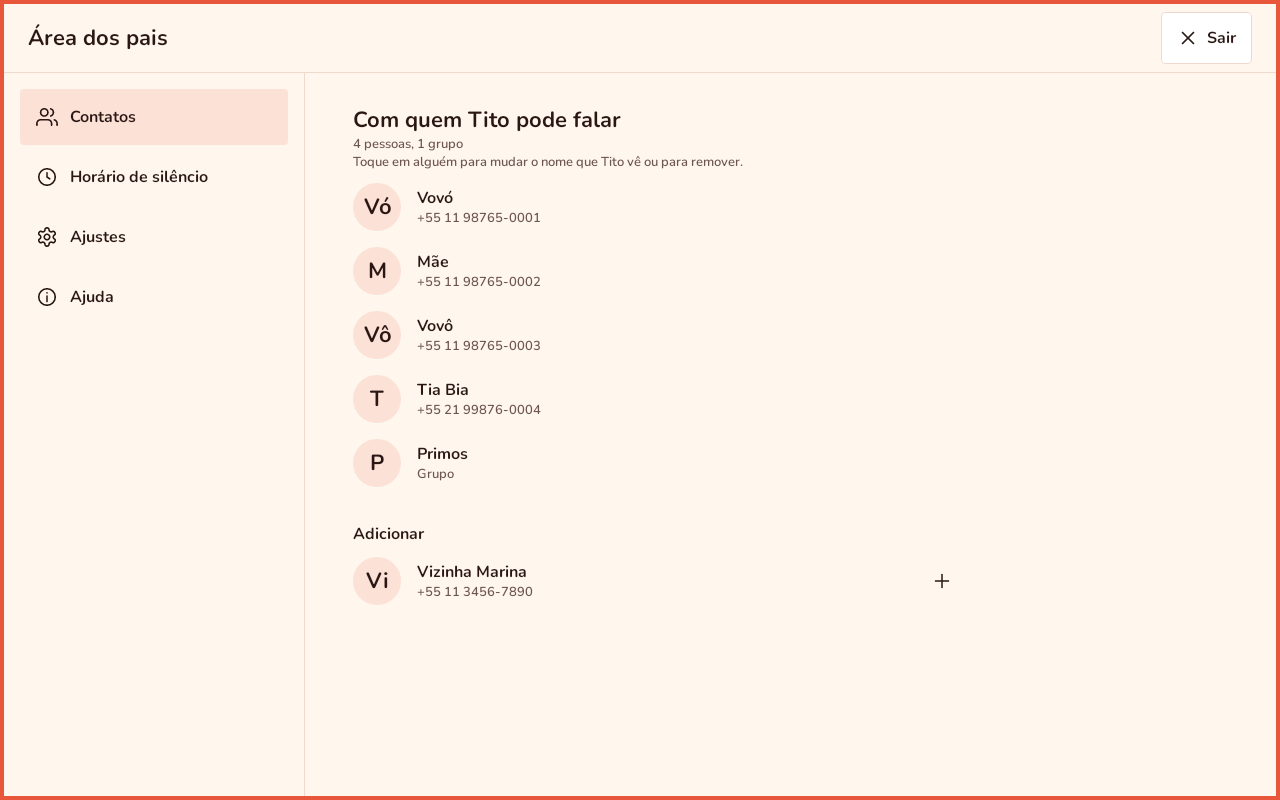 Área dos pais
Sair
Contatos
Horário de silêncio
Ajustes
Ajuda
Com quem Tito pode falar
4 pessoas, 1 grupo
Toque em alguém para mudar o nome que Tito vê ou para remover.
Vó
Vovó
+55 11 98765-0001
M
Mãe
+55 11 98765-0002
Vô
Vovô
+55 11 98765-0003
T
Tia Bia
+55 21 99876-0004
P
Primos
Grupo
Adicionar
Vi
Vizinha Marina
+55 11 3456-7890